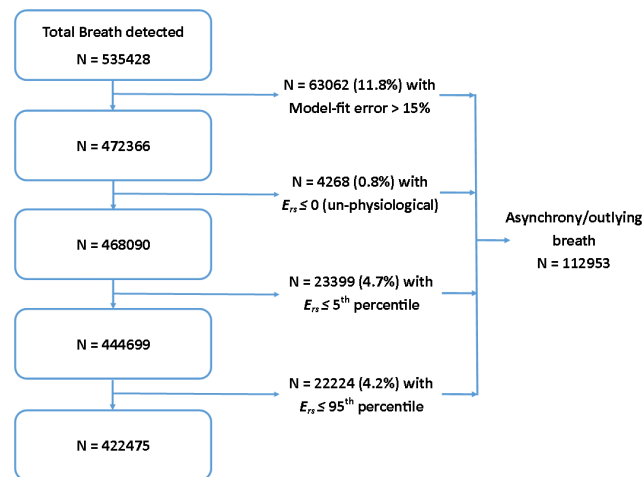 Total Breath detected
N = 535428
N = 63062 (11.8%) with
Model-fit error > 15%
N = 472366
N = 4268 (0.8%) with
Ers ≤ 0 (un-physiological)
N = 468090
Asynchrony/outlying
breath
N = 112953
N = 23399 (4.7%) with
Ers ≤ 5th percentile
N = 444699
N = 22224 (4.2%) with
Ers ≤ 95th percentile
N = 422475